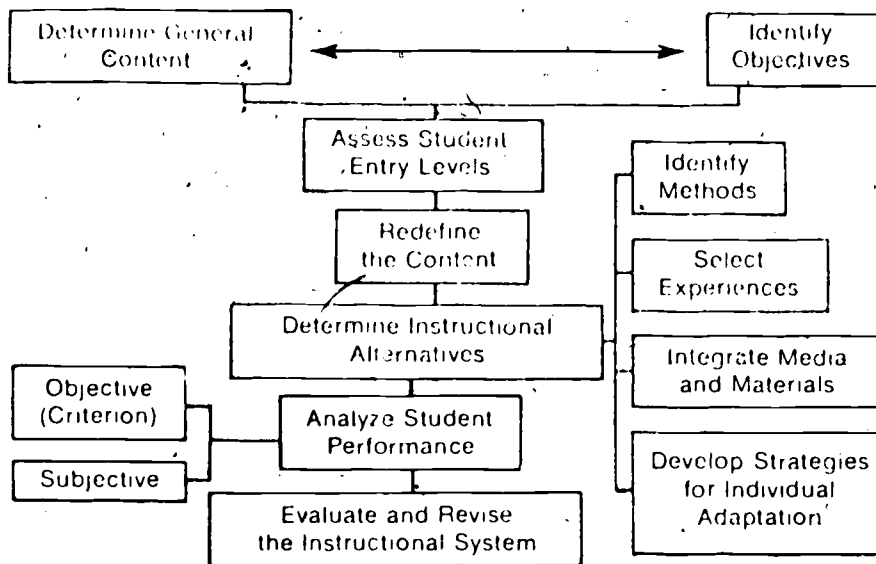 Determine General
Content
Identify
Objectives
Assess Student
Entry Levels
Redefine
the Content
Determine Instructional
Alternatives
Identify
Methods
Select
Experiences
Integrate Media
and Materials
Develop Strategies
for Individual
Adaptation
Objective
(Criterion)
Subjective
Analyze Student
Performance
Evaluate and Revise
the Instructional System